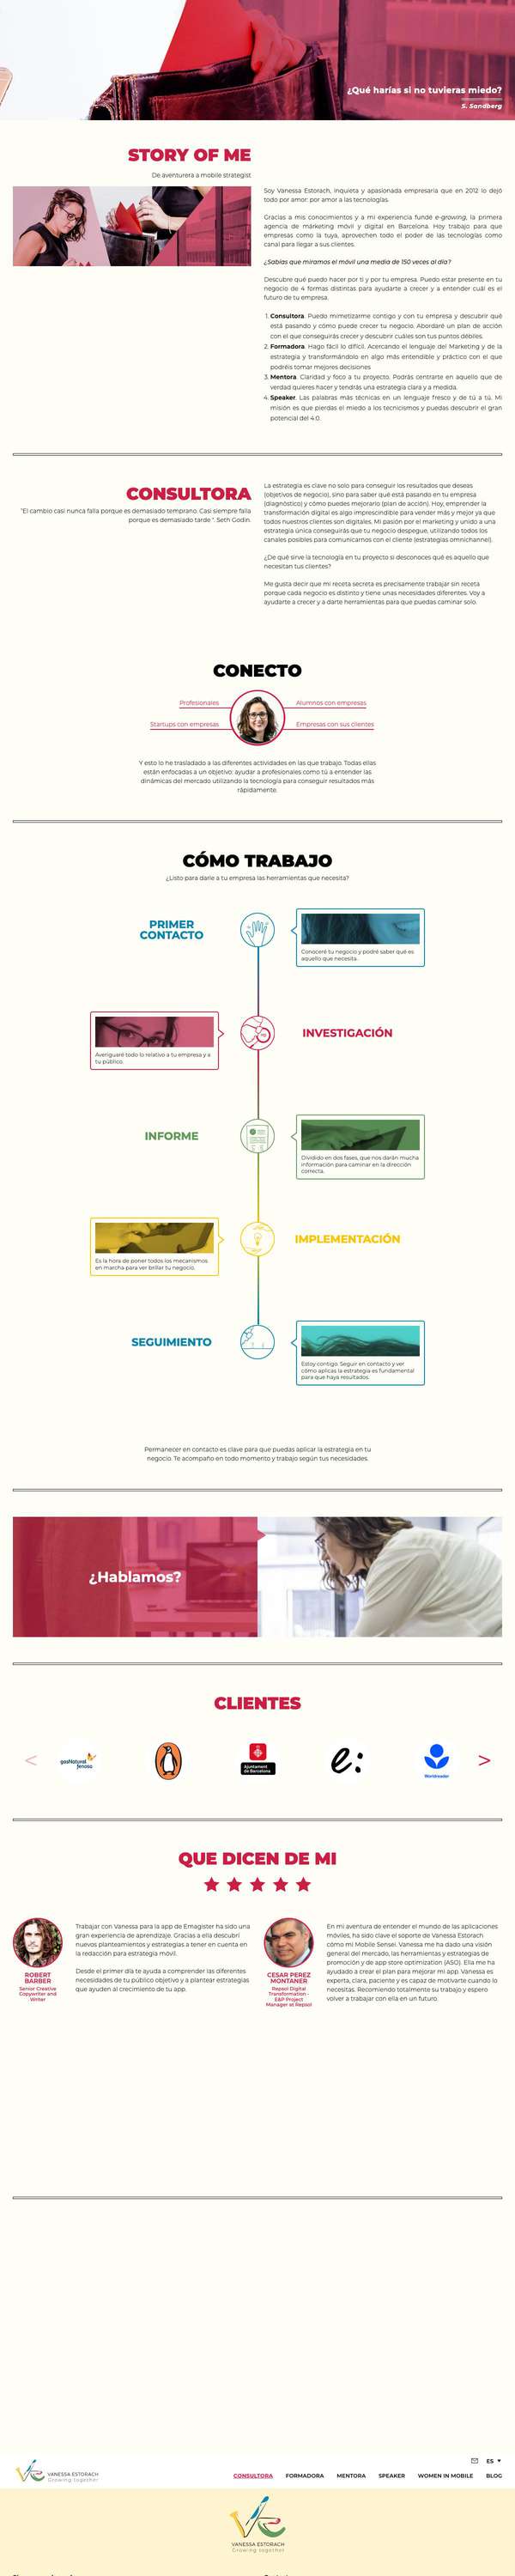 ¿Qué harías si no tuvieras miedo?
S. Sandberg
STORY OF ME
De aventurera a mobile strategist
Soy Vanessa Estorach, inquieta y apasionada empresaria que en 2012 lo dejó
todo por amor: por amor a las tecnologías.
Gracias a mis conocimientos y a mi experiencia fundé e-growing, la primera
agencia de márketing móvil y digital en Barcelona. Hoy trabajo para que
empresas como la tuya, aprovechen todo el poder de las tecnologías como
canal para llegar a sus clientes.
¿Sabías que miramos el móvil una media de 150 veces al día?
Descubre qué puedo hacer por ti y por tu empresa. Puedo estar presente en tu
negocio de 4 formas distintas para ayudarte a crecer y a entender cuál es el
futuro de tu empresa.
1. Consultora. Puedo mimetizarme contigo y con tu empresa y descubrir qué
está pasando y cómo puede crecer tu negocio. Abordaré un plan de acción
con el que conseguirás crecer y descubrir cuáles son tus puntos débiles.
2. Formadora. Hago fácil lo difícil. Acercando el lenguaje del Marketing y de la
estrategia y transformándolo en algo más entendible y práctico con el que
podréis tomar mejores decisiones
3. Mentora. Claridad y foco a tu proyecto. Podrás centrarte en aquello que de
verdad quieres hacer y tendrás una estrategia clara y a medida.
4. Speaker. Las palabras más técnicas en un lenguaje fresco y de tú a tú. Mi
misión es que pierdas el miedo a los tecnicismos y puedas descubrir el gran
potencial del 4.0.
CONSULTORA
"El cambio casi nunca falla porque es demasiado temprano. Casi siempre falla
porque es demasiado tarde ". Seth Godin.
La estrategia es clave no solo para conseguir los resultados que deseas
(objetivos de negocio), sino para saber qué está pasando en tu empresa
(diagnóstico) y cómo puedes mejorarlo (plan de acción). Hoy, emprender la
transformación digital es algo imprescindible para vender más y mejor ya que
todos nuestros clientes son digitales. Mi pasión por el marketing y unido a una
estrategia única conseguirás que tu negocio despegue, utilizando todos los
canales posibles para comunicarnos con el cliente (estrategias omnichannel).
¿De qué sirve la tecnología en tu proyecto si desconoces qué es aquello que
necesitan tus clientes?
Me gusta decir que mi receta secreta es precisamente trabajar sin receta
porque cada negocio es distinto y tiene unas necesidades diferentes. Voy a
ayudarte a crecer y a darte herramientas para que puedas caminar solo.
CONECTO
Profesionales
Alumnos con empresas
Startups con empresas
Empresas con sus clientes
Y esto lo he trasladado a las diferentes actividades en las que trabajo. Todas ellas
están enfocadas a un objetivo: ayudar a profesionales como tú a entender las
dinámicas del mercado utilizando la tecnología para conseguir resultados más
rápidamente.
CÓMO TRABAJO
¿Listo para darle a tu empresa las herramientas que necesita?
PRIMER
CONTACTO
Conoceré tu negocio y podré saber qué es
aquello que necesita.
INVESTIGACIÓN
Averiguaré todo lo relativo a tu empresa y a
tu público.
INFORME
Dividido en dos fases, que nos darán mucha
información para caminar en la dirección
correcta.
IMPLEMENTACIÓN
Es la hora de poner todos los mecanismos
en marcha para ver brillar tu negocio.
SEGUIMIENTO
Estoy contigo. Seguir en contacto y ver
cómo aplicas la estrategia es fundamental
para que haya resultados.
Permanecer en contacto es clave para que puedas aplicar la estrategia en tu
negocio. Te acompaño en todo momento y trabajo según tus necesidades.
¿Hablamos?
CLIENTES
<
gasNatural
fenosa
Ajuntament
de Barcelona
e:
Worldreader
>
QUE DICEN DE MI
ROBERT
BARBER
Senior Creative
Copywriter and
Writer
Trabajar con Vanessa para la app de Emagister ha sido una
gran experiencia de aprendizaje. Gracias a ella descubrí
nuevos planteamientos y estrategias a tener en cuenta en
la redacción para estrategia móvil.
Desde el primer día te ayuda a comprender las diferentes
necesidades de tu público objetivo y a plantear estrategias
que ayuden al crecimiento de tu app.
CESAR PEREZ
MONTANER
Repsol Digital
Transformation -
E&P Project
Manager at Repsol
En mi aventura de entender el mundo de las aplicaciones
móviles, ha sido clave el soporte de Vanessa Estorach
cómo mi Mobile Sensei. Vanessa me ha dado una visión
general del mercado, las herramientas y estrategias de
promoción y de app store optimization (ASO). Ella me ha
ayudado a crear el plan para mejorar mi app. Vanessa es
experta, clara, paciente y es capaz de motivarte cuando lo
necesitas. Recomiendo totalmente su trabajo y espero
volver a trabajar con ella en un futuro.
ES
VANESSA ESTORACH
Growing together
CONSULTORA
FORMADORA
MENTORA
SPEAKER
WOMEN IN MOBILE
BLOG
VANESSA ESTORACH
Growing together